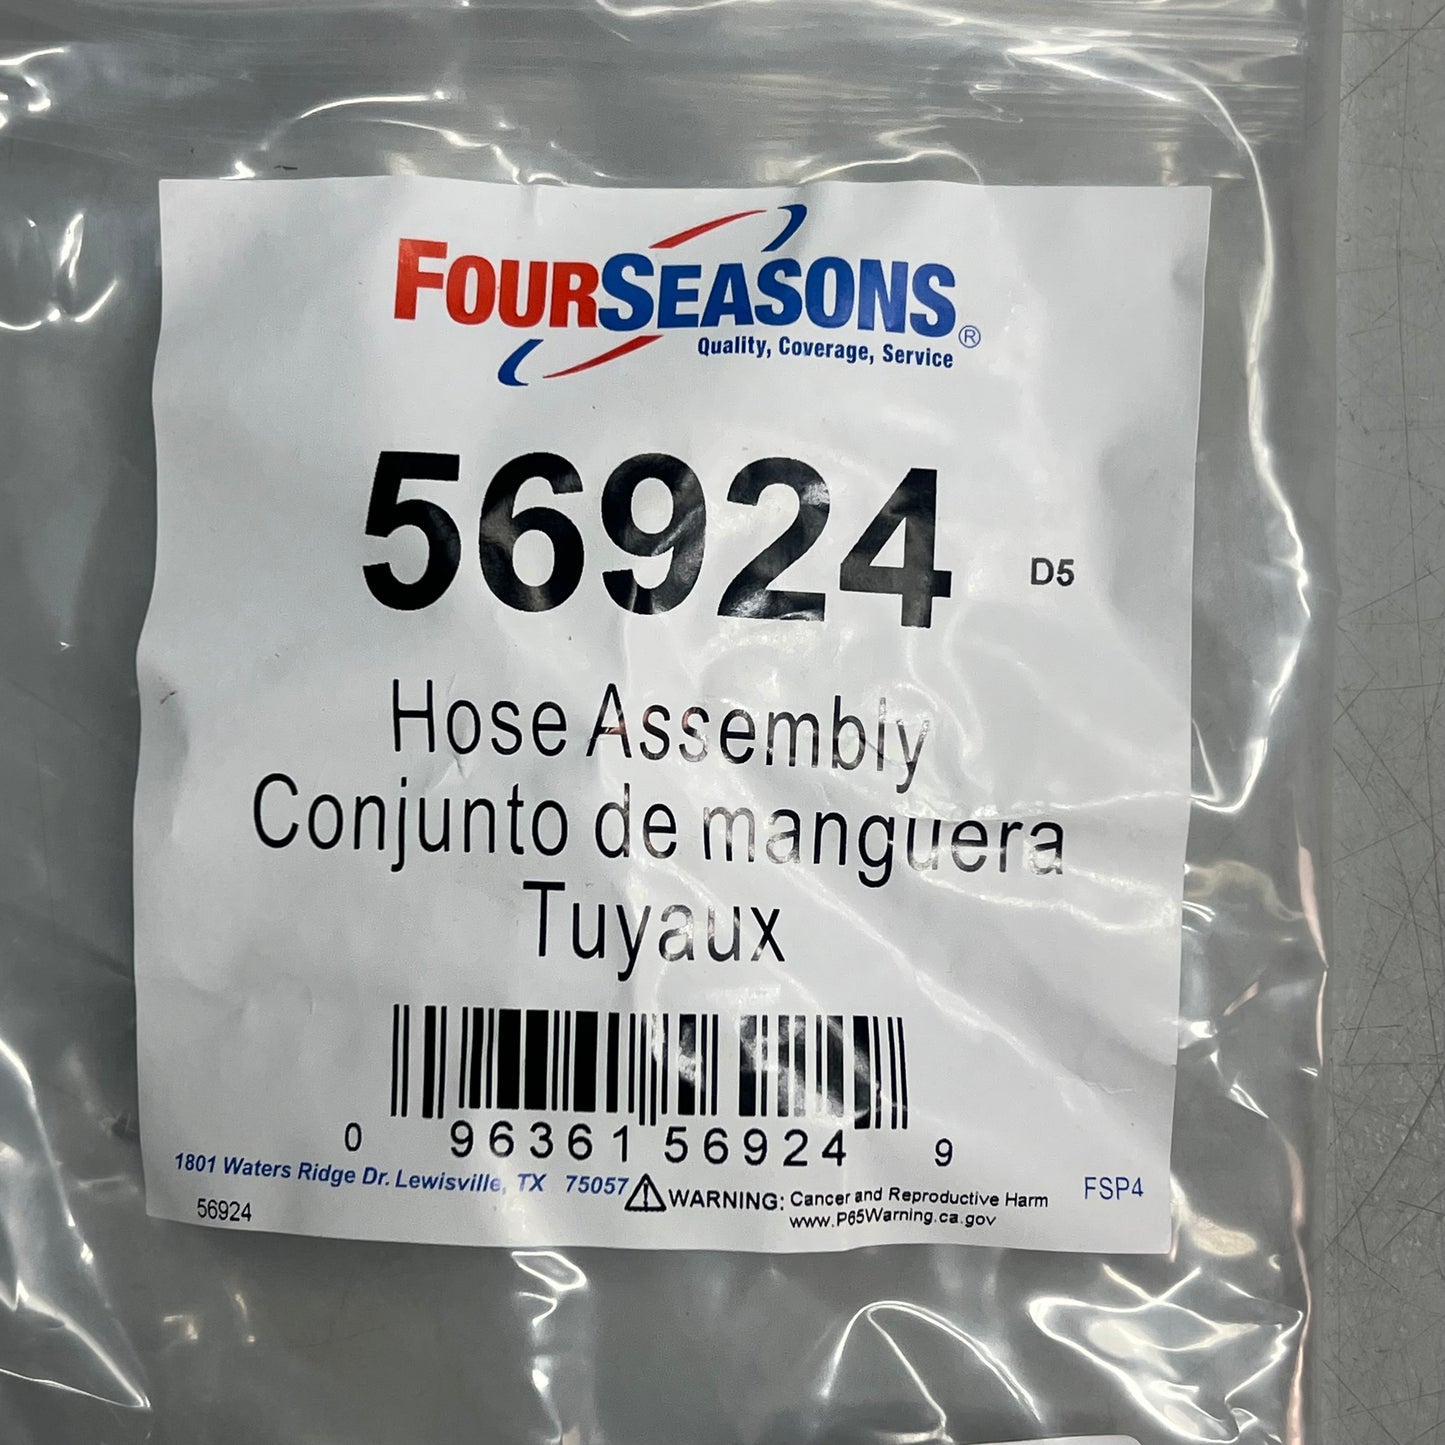 FOURSEASONS®
Quality, Coverage, Service
56924 D5
Hose Assembly
Conjunto de manguera
Tuyaux
0 96361 56924 9
1801 Waters Ridge Dr. Lewisville, TX 75057 ⚠WARNING: Cancer and Reproductive Harm FSP4
56924 www.P65Warning.ca.gov